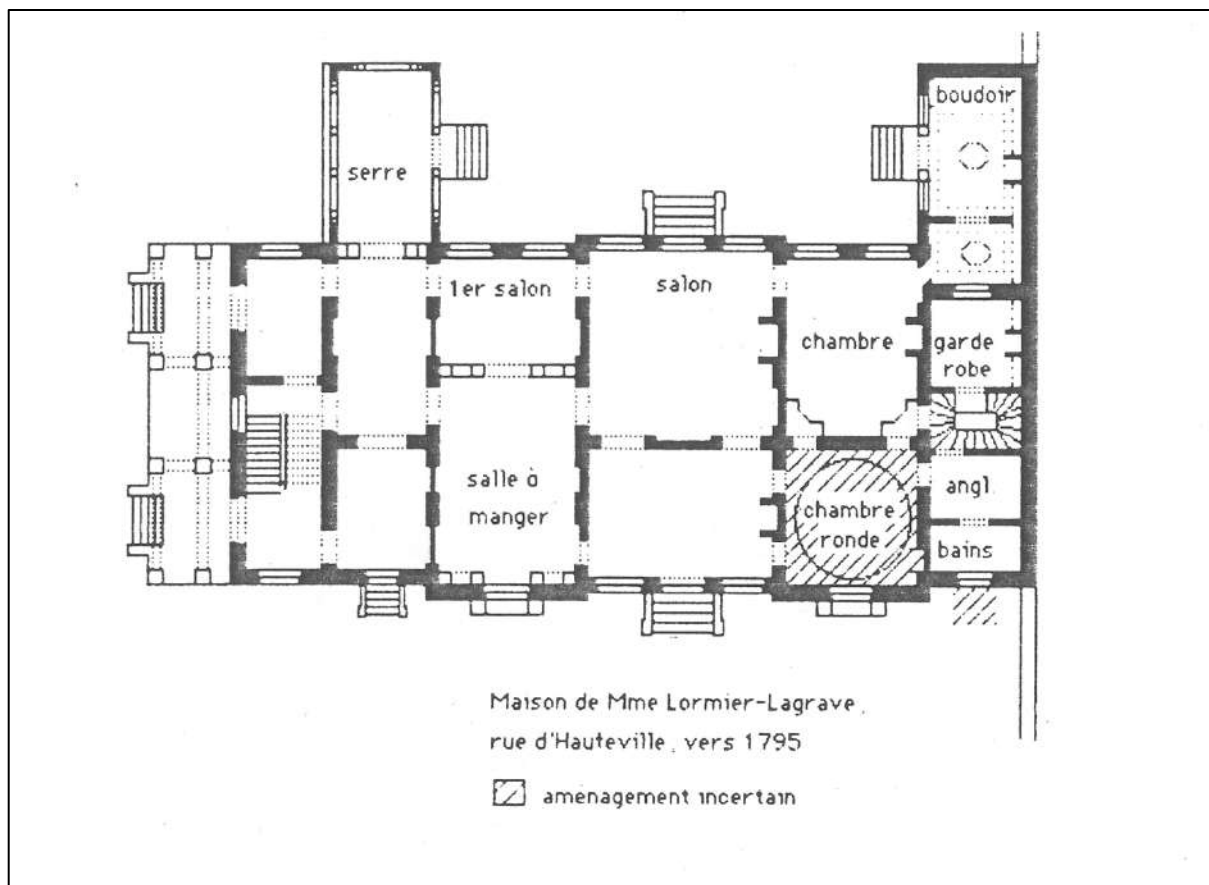 boudoir
serre
1er salon
salon
chambre
garde
robe
salle à
manger
chambre
ronde
angl
bains
Maison de Mme Lormier-Lagrave,
rue d'Hauteville, vers 1795
aménagement incertain